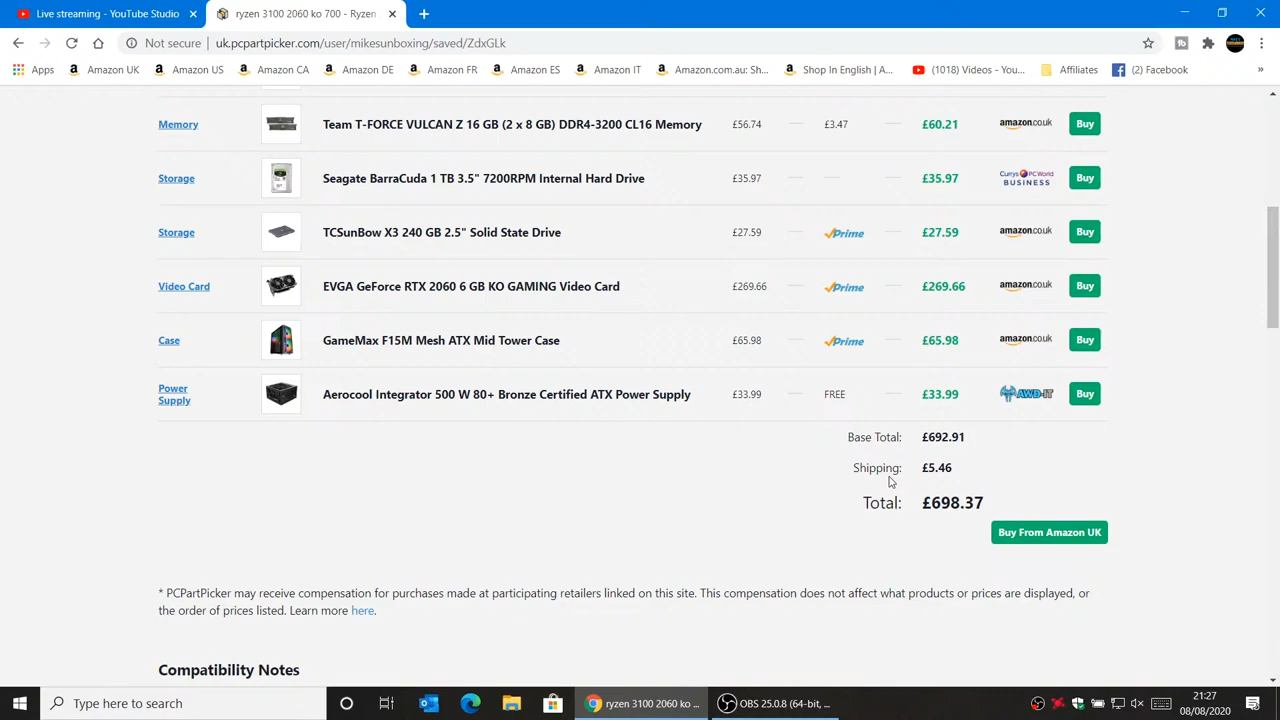 Live streaming - YouTube Studio
ryzen 3100 2060 ko 700 - Ryzen
Not secure | uk.pcpartpicker.com/user/mikesunboxing/saved/ZdxGLk
Apps Amazon UK Amazon US Amazon CA Amazon DE Amazon FR Amazon ES Amazon IT Amazon.com.au: Sh... Shop In English | A... (1018) Videos - You... Affiliates (2) Facebook »
Memory Team T-FORCE VULCAN Z 16 GB (2 x 8 GB) DDR4-3200 CL16 Memory £56.74 — £3.47 — £60.21 amazon.co.uk Buy
Storage Seagate BarraCuda 1 TB 3.5" 7200RPM Internal Hard Drive £35.97 — — — £35.97 Currys PC World BUSINESS Buy
Storage TCSunBow X3 240 GB 2.5" Solid State Drive £27.59 — Prime — £27.59 amazon.co.uk Buy
Video Card EVGA GeForce RTX 2060 6 GB KO GAMING Video Card £269.66 — Prime — £269.66 amazon.co.uk Buy
Case GameMax F15M Mesh ATX Mid Tower Case £65.98 — Prime — £65.98 amazon.co.uk Buy
Power Supply Aerocool Integrator 500 W 80+ Bronze Certified ATX Power Supply £33.99 — FREE — £33.99 AWD-IT Buy
Base Total: £692.91
Shipping: £5.46
Total: £698.37
Buy From Amazon UK
* PCPartPicker may receive compensation for purchases made at participating retailers linked on this site. This compensation does not affect what products or prices are displayed, or
the order of prices listed. Learn more here.
Compatibility Notes
Type here to search
ryzen 3100 2060 ko ...
OBS 25.0.8 (64-bit, ...
21:27
08/08/2020